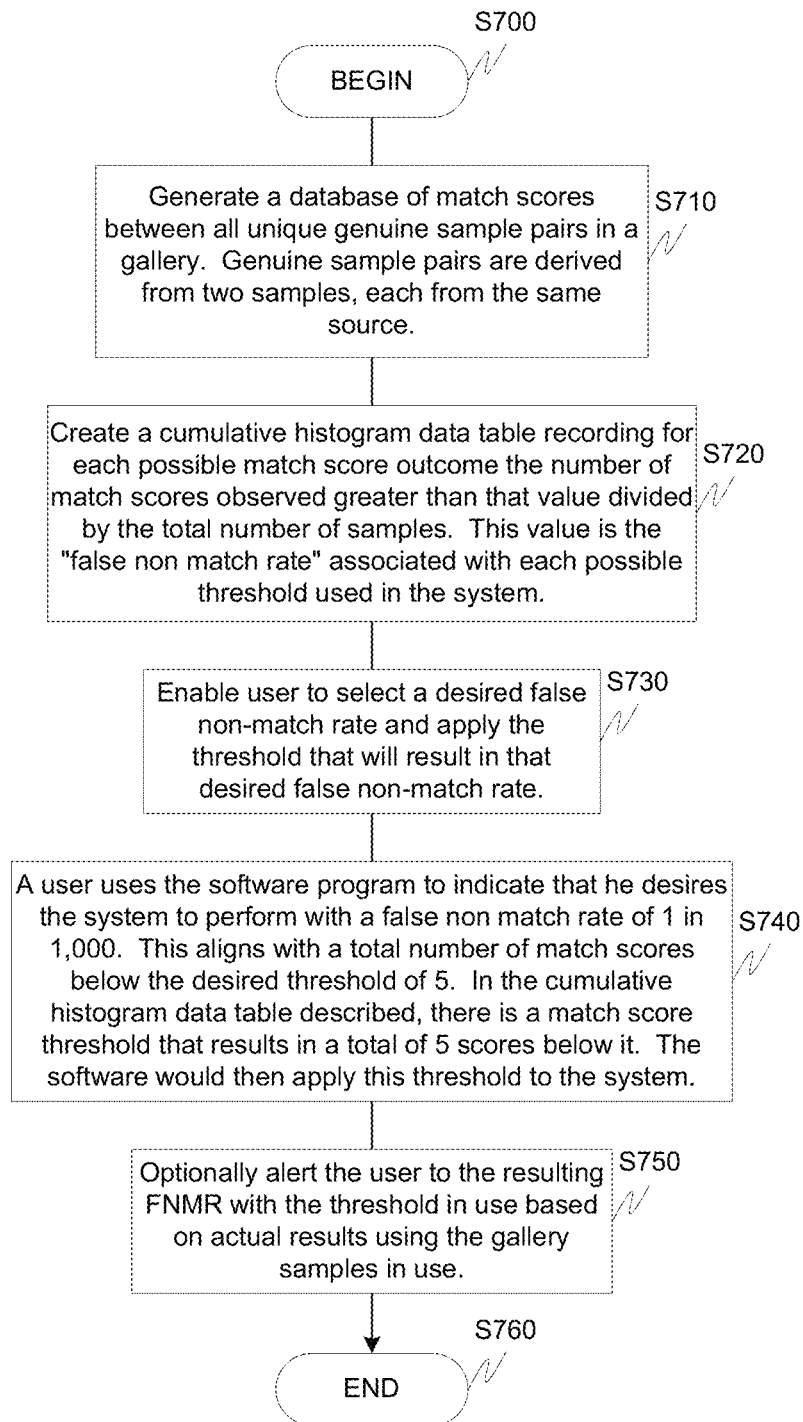 S700
BEGIN
Generate a database of match scores
between all unique genuine sample pairs in a
gallery.  Genuine sample pairs are derived
from two samples, each from the same
source.
S710
Create a cumulative histogram data table recording for
each possible match score outcome the number of
match scores observed greater than that value divided
by the total number of samples.  This value is the
"false non match rate" associated with each possible
threshold used in the system.
S720
Enable user to select a desired false
non-match rate and apply the
threshold that will result in that
desired false non-match rate.
S730
A user uses the software program to indicate that he desires
the system to perform with a false non match rate of 1 in
1,000.  This aligns with a total number of match scores
below the desired threshold of 5.  In the cumulative
histogram data table described, there is a match score
threshold that results in a total of 5 scores below it.  The
software would then apply this threshold to the system.
S740
Optionally alert the user to the resulting
FNMR with the threshold in use based
on actual results using the gallery
samples in use.
S750
S760
END